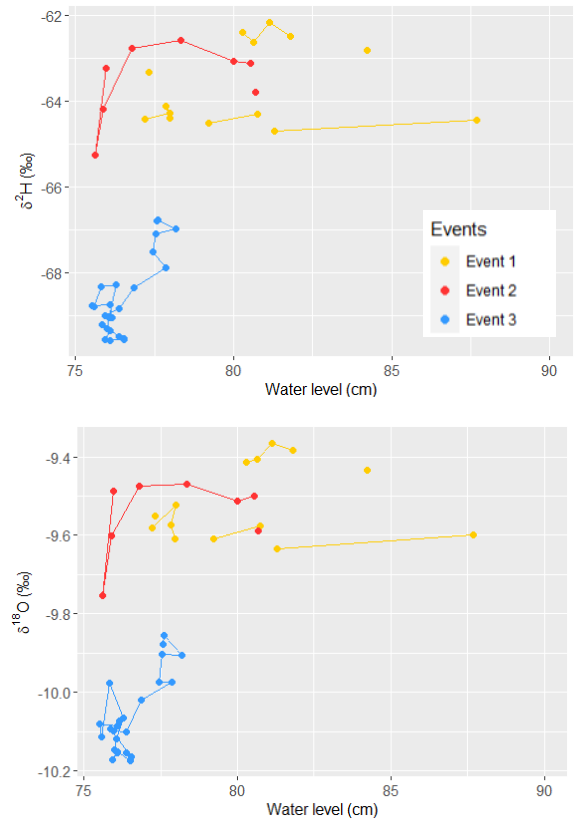 -62
-64
-66
-68
δ²H (‰)
75
80
85
90
Water level (cm)
Events
Event 1
Event 2
Event 3
-9.4
-9.6
-9.8
-10.0
-10.2
δ¹⁸O (‰)
75
80
85
90
Water level (cm)